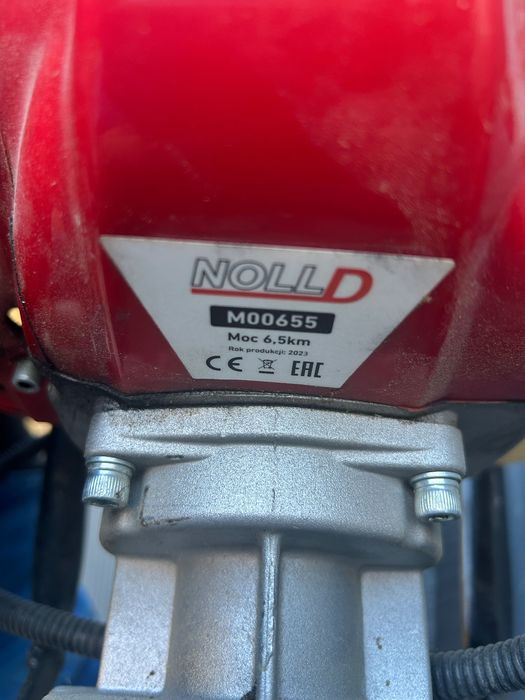 NOLLD
M00655
Moc 6,5km
Rok produkcji: 2023
CE EAC